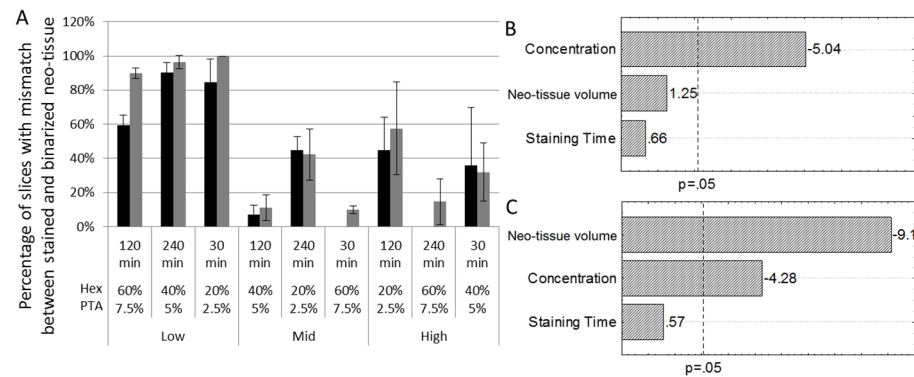 A
Percentage of slices with mismatch
between stained and binarized neo-tissue
120%
100%
80%
60%
40%
20%
0%
120 240 30 120 240 30 120 240 30
min min min min min min min min min
Hex 60% 40% 20% 40% 20% 60% 20% 60% 40%
PTA 7.5% 5% 2.5% 5% 2.5% 7.5% 2.5% 7.5% 5%
Low Mid High
B
Concentration -5.04
Neo-tissue volume 1.25
Staining Time .66
p=.05
C
Neo-tissue volume -9.1
Concentration -4.28
Staining Time .57
p=.05